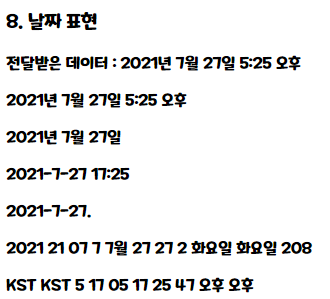 8. 날짜 표현
전달받은 데이터 : 2021년 7월 27일 5:25 오후
2021년 7월 27일 5:25 오후
2021년 7월 27일
2021-7-27 17:25
2021-7-27.
2021 21 07 7 7월 27 27 2 화요일 화요일 208
KST KST 5 17 05 17 25 47 오후 오후